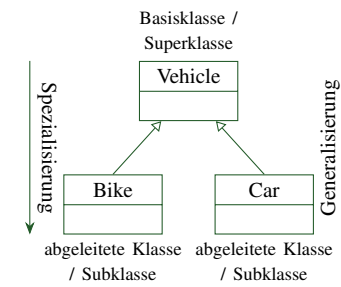 Basisklasse /
Superklasse
Vehicle
Spezialisierung
Generalisierung
Bike
Car
abgeleitete Klasse
/ Subklasse
abgeleitete Klasse
/ Subklasse